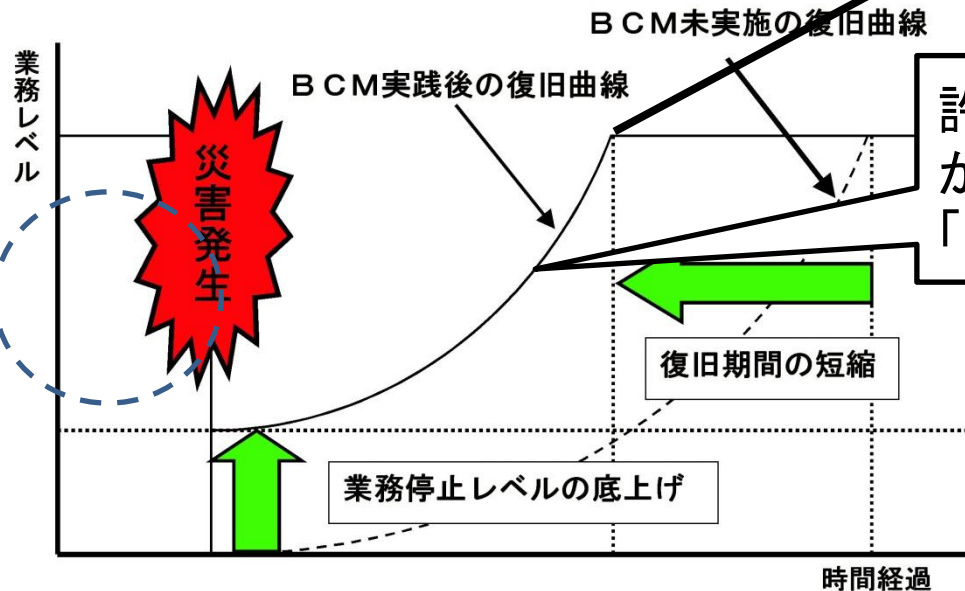 BCM未実施の復旧曲線
業務レベル
BCM実践後の復旧曲線
災害発生
「
復旧期間の短縮
業務停止レベルの底上げ
時間経過